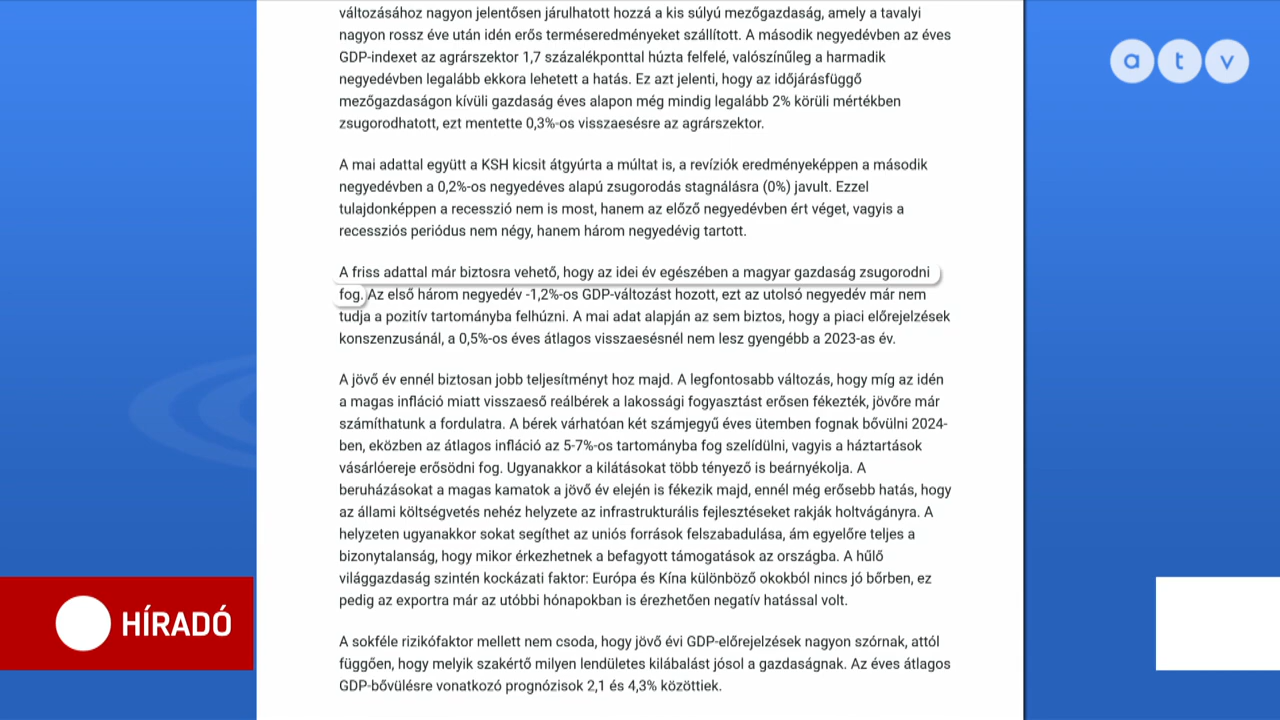 változásához nagyon jelentősen járulhatott hozzá a kis súlyú mezőgazdaság, amely a tavalyi
nagyon rossz éve után idén erős terméseredményeket szállított. A második negyedévben az éves
GDP-indexet az agrárszektor 1,7 százalékponttal húzta felfelé, valószínűleg a harmadik
negyedévben legalább ekkora lehetett a hatás. Ez azt jelenti, hogy az időjárásfüggő
mezőgazdaságon kívüli gazdaság éves alapon még mindig legalább 2% körüli mértékben
zsugorodhatott, ezt mentette 0,3%-os visszaesésre az agrárszektor.
A mai adattal együtt a KSH kicsit átgyúrta a múltat is, a revíziók eredményeképpen a második
negyedévben a 0,2%-os negyedéves alapú zsugorodás stagnálásra (0%) javult. Ezzel
tulajdonképpen a recesszió nem is most, hanem az előző negyedévben ért véget, vagyis a
recessziós periódus nem négy, hanem három negyedévig tartott.
A friss adattal már biztosra vehető, hogy az idei év egészében a magyar gazdaság zsugorodni
fog. Az első három negyedév -1,2%-os GDP-változást hozott, ezt az utolsó negyedév már nem
tudja a pozitív tartományba felhúzni. A mai adat alapján az sem biztos, hogy a piaci előrejelzések
konszenzusánál, a 0,5%-os éves átlagos visszaesésnél nem lesz gyengébb a 2023-as év.
A jövő év ennél biztosan jobb teljesítményt hoz majd. A legfontosabb változás, hogy míg az idén
a magas infláció miatt visszaeső reálbérek a lakossági fogyasztást erősen fékezték, jövőre már
számíthatunk a fordulatra. A bérek várhatóan két számjegyű éves ütemben fognak bővülni 2024-
ben, eközben az átlagos infláció az 5-7%-os tartományba fog szelídülni, vagyis a háztartások
vásárlóereje erősödni fog. Ugyanakkor a kilátásokat több tényező is beárnyékolja. A
beruházásokat a magas kamatok a jövő év elején is fékezik majd, ennél még erősebb hatás, hogy
az állami költségvetés nehéz helyzete az infrastrukturális fejlesztéseket rakják holtvágányra. A
helyzeten ugyanakkor sokat segíthet az uniós források felszabadulása, ám egyelőre teljes a
bizonytalanság, hogy mikor érkezhetnek a befagyott támogatások az országba. A hűlő
világgazdaság szintén kockázati faktor: Európa és Kína különböző okokból nincs jó bőrben, ez
pedig az exportra már az utóbbi hónapokban is érezhetően negatív hatással volt.
A sokféle rizikófaktor mellett nem csoda, hogy jövő évi GDP-előrejelzések nagyon szórnak, attól
függően, hogy melyik szakértő milyen lendületes kilábalást jósol a gazdaságnak. Az éves átlagos
GDP-bővülésre vonatkozó prognózisok 2,1 és 4,3% közöttiek.
atv
HÍRADÓ